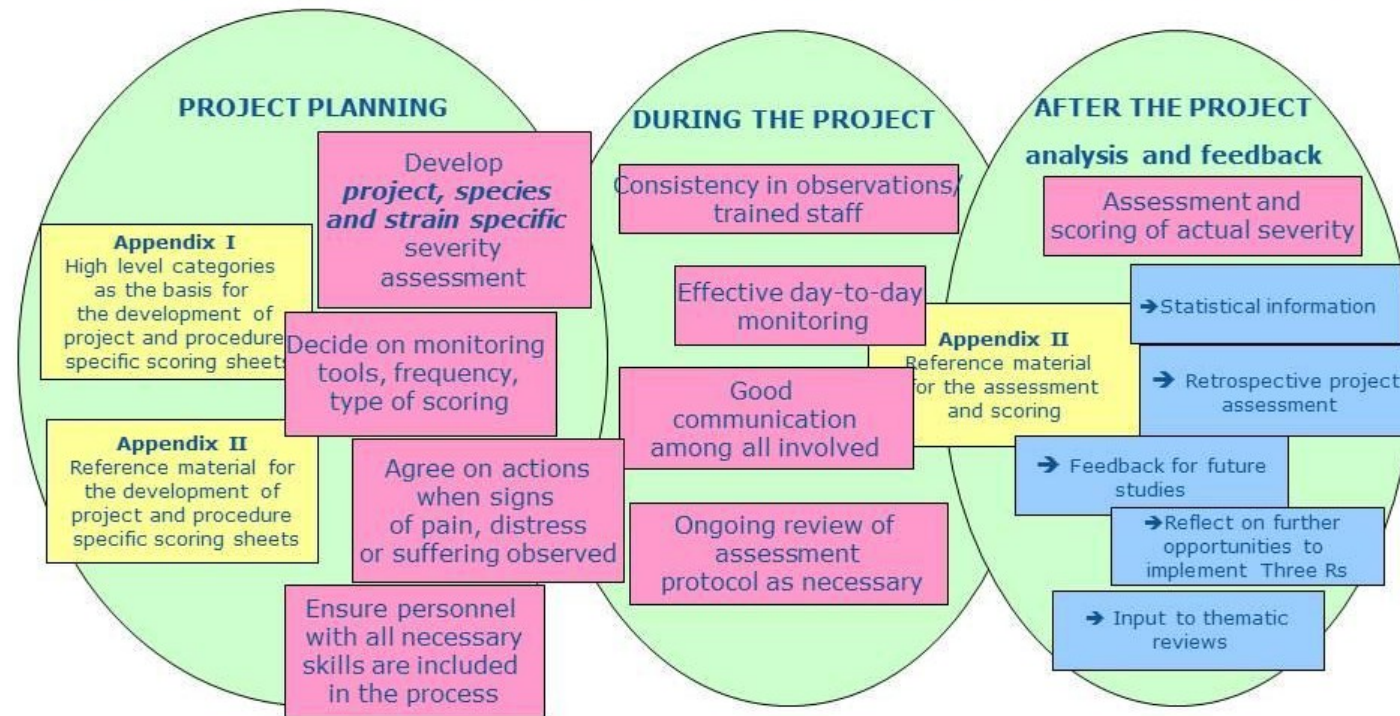 PROJECT PLANNING
Develop
project, species
and strain specific
severity
assessment
Appendix I
High level categories
as the basis for
the development of
project and procedure
specific scoring sheets
Decide on monitoring
tools, frequency,
type of scoring
Appendix II
Reference material for
the development of
project and procedure
specific scoring sheets
Agree on actions
when signs
of pain, distress
or suffering observed
Ensure personnel
with all necessary
skills are included
in the process
DURING THE PROJECT
Consistency in observations/
trained staff
Effective day-to-day
monitoring
Good
communication
among all involved
Ongoing review of
assessment
protocol as necessary
AFTER THE PROJECT
analysis and feedback
Assessment and
scoring of actual severity
Appendix II
Reference material
for the assessment
and scoring
➔Statistical information
➔ Retrospective project
assessment
➔ Feedback for future
studies
➔Reflect on further
opportunities to
implement Three Rs
➔ Input to thematic
reviews